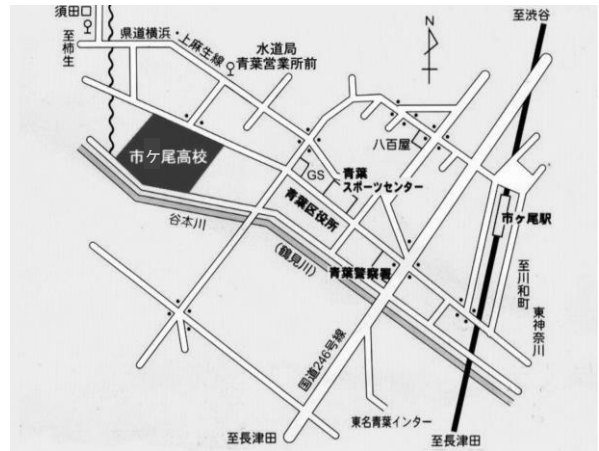 須田口
至柿生
県道横浜・上麻生線
水道局
青葉営業所前
N
至渋谷
八百屋
市ケ尾高校
GS
青葉
スポーツセンター
青葉区役所
市ヶ尾駅
谷本川
(鶴見川)
青葉警察署
至川和町
東神奈川
国道246号線
東名青葉インター
至長津田
至長津田